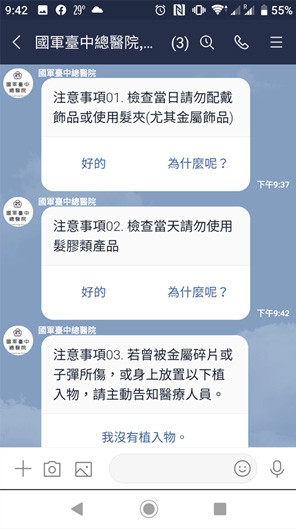 9:42 29° 55%
國軍臺中總醫院,... (3)
國軍臺中總醫院
注意事項01. 檢查當日請勿配戴
飾品或使用髮夾(尤其金屬飾品)
好的 為什麼呢？
下午9:37
國軍臺中總醫院
注意事項02. 檢查當天請勿使用
髮膠類產品
好的 為什麼呢？
下午9:42
國軍臺中總醫院
注意事項03. 若曾被金屬碎片或
子彈所傷，或身上放置以下植
入物，請主動告知醫療人員。
我沒有植入物。